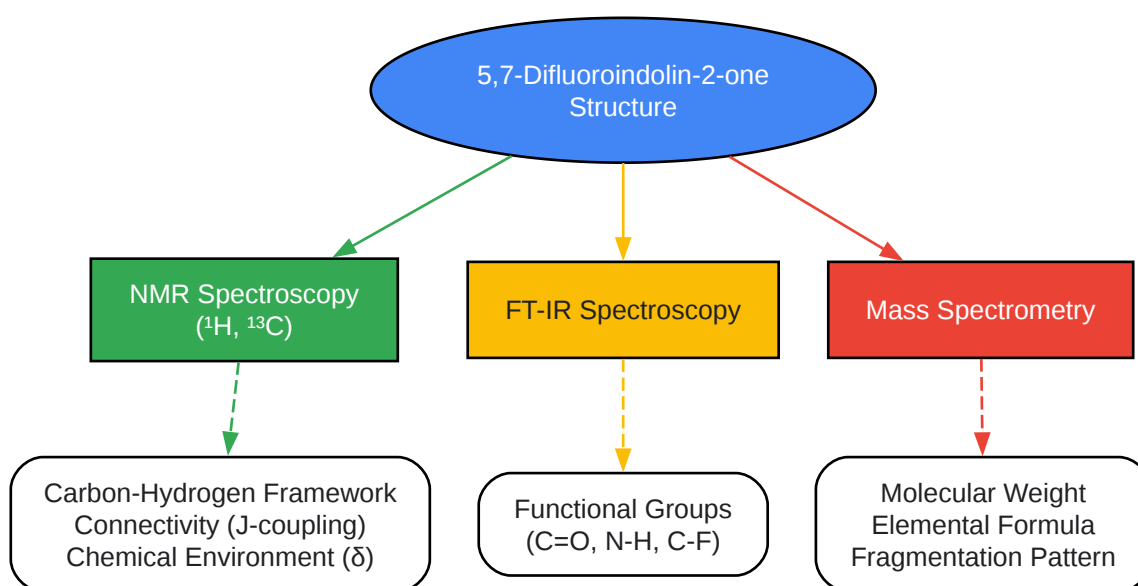 5,7-Difluoroindolin-2-one
Structure
NMR Spectroscopy
(¹H, ¹³C)
FT-IR Spectroscopy
Mass Spectrometry
Carbon-Hydrogen Framework
Connectivity (J-coupling)
Chemical Environment (δ)
Functional Groups
(C=O, N-H, C-F)
Molecular Weight
Elemental Formula
Fragmentation Pattern